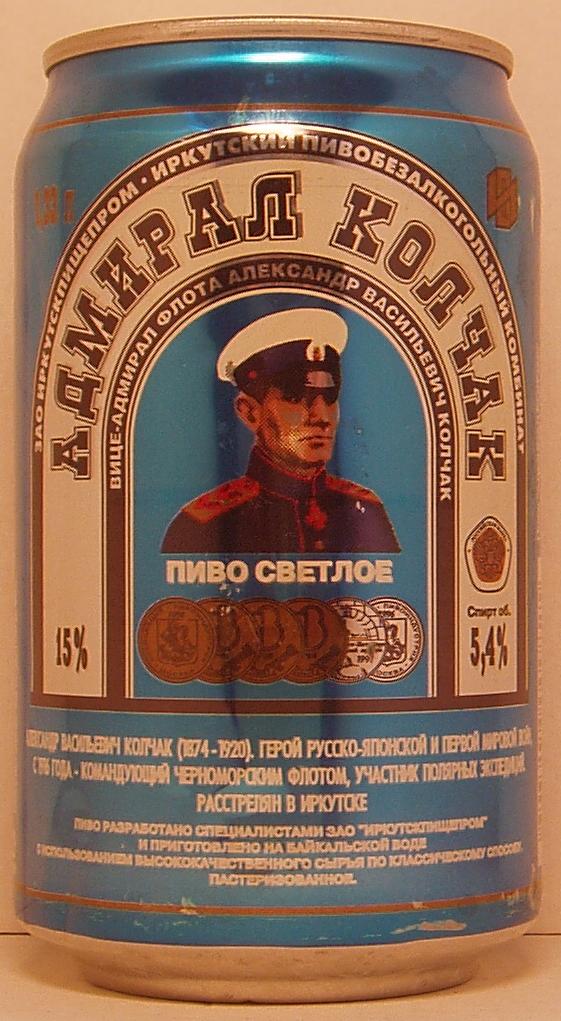 ЗАО ИРКУТСКПИЩЕПРОМ • ИРКУТСКИЙ ПИВОБЕЗАЛКОГОЛЬНЫЙ КОМБИНАТ
0,33 л
АДМИРАЛ КОЛЧАК
ВИЦЕ-АДМИРАЛ ФЛОТА АЛЕКСАНДР ВАСИЛЬЕВИЧ КОЛЧАК
ПИВО СВЕТЛОЕ
15%
Спирт об.
5,4%
АЛЕКСАНДР ВАСИЛЬЕВИЧ КОЛЧАК (1874-1920). ГЕРОЙ РУССКО-ЯПОНСКОЙ И ПЕРВОЙ МИРОВОЙ ВОЙН,
С 1916 ГОДА - КОМАНДУЮЩИЙ ЧЕРНОМОРСКИМ ФЛОТОМ, УЧАСТНИК ПОЛЯРНЫХ ЭКСПЕДИЦИЙ.
РАССТРЕЛЯН В ИРКУТСКЕ
ПИВО РАЗРАБОТАНО СПЕЦИАЛИСТАМИ ЗАО "ИРКУТСКПИЩЕПРОМ"
И ПРИГОТОВЛЕНО НА БАЙКАЛЬСКОЙ ВОДЕ
С ИСПОЛЬЗОВАНИЕМ ВЫСОКОКАЧЕСТВЕННОГО СЫРЬЯ ПО КЛАССИЧЕСКОМУ СПОСОБУ.
ПАСТЕРИЗОВАННОЕ.